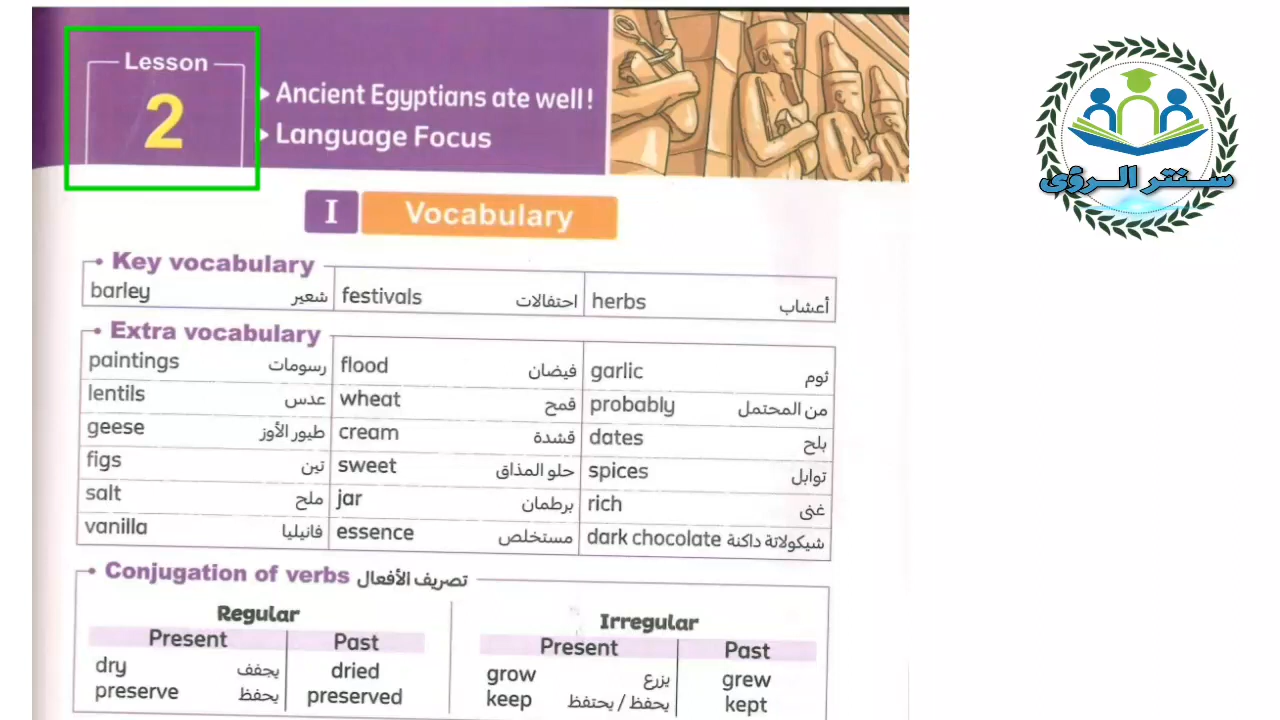 Lesson
2
Ancient Egyptians ate well!
Language Focus
سنتر الرؤى
I Vocabulary
Key vocabulary
barley شعير festivals احتفالات herbs أعشاب
Extra vocabulary
paintings رسومات flood فيضان garlic ثوم
lentils عدس wheat قمح probably من المحتمل
geese طيور الأوز cream قشدة dates بلح
figs تين sweet حلو المذاق spices توابل
salt ملح jar برطمان rich غنى
vanilla فانيليا essence مستخلص dark chocolate شيكولاتة داكنة
Conjugation of verbs تصريف الأفعال
Regular Irregular
Present Past Present Past
dry يجفف dried grow يزرع grew
preserve يحفظ preserved keep يحفظ / يحتفظ kept